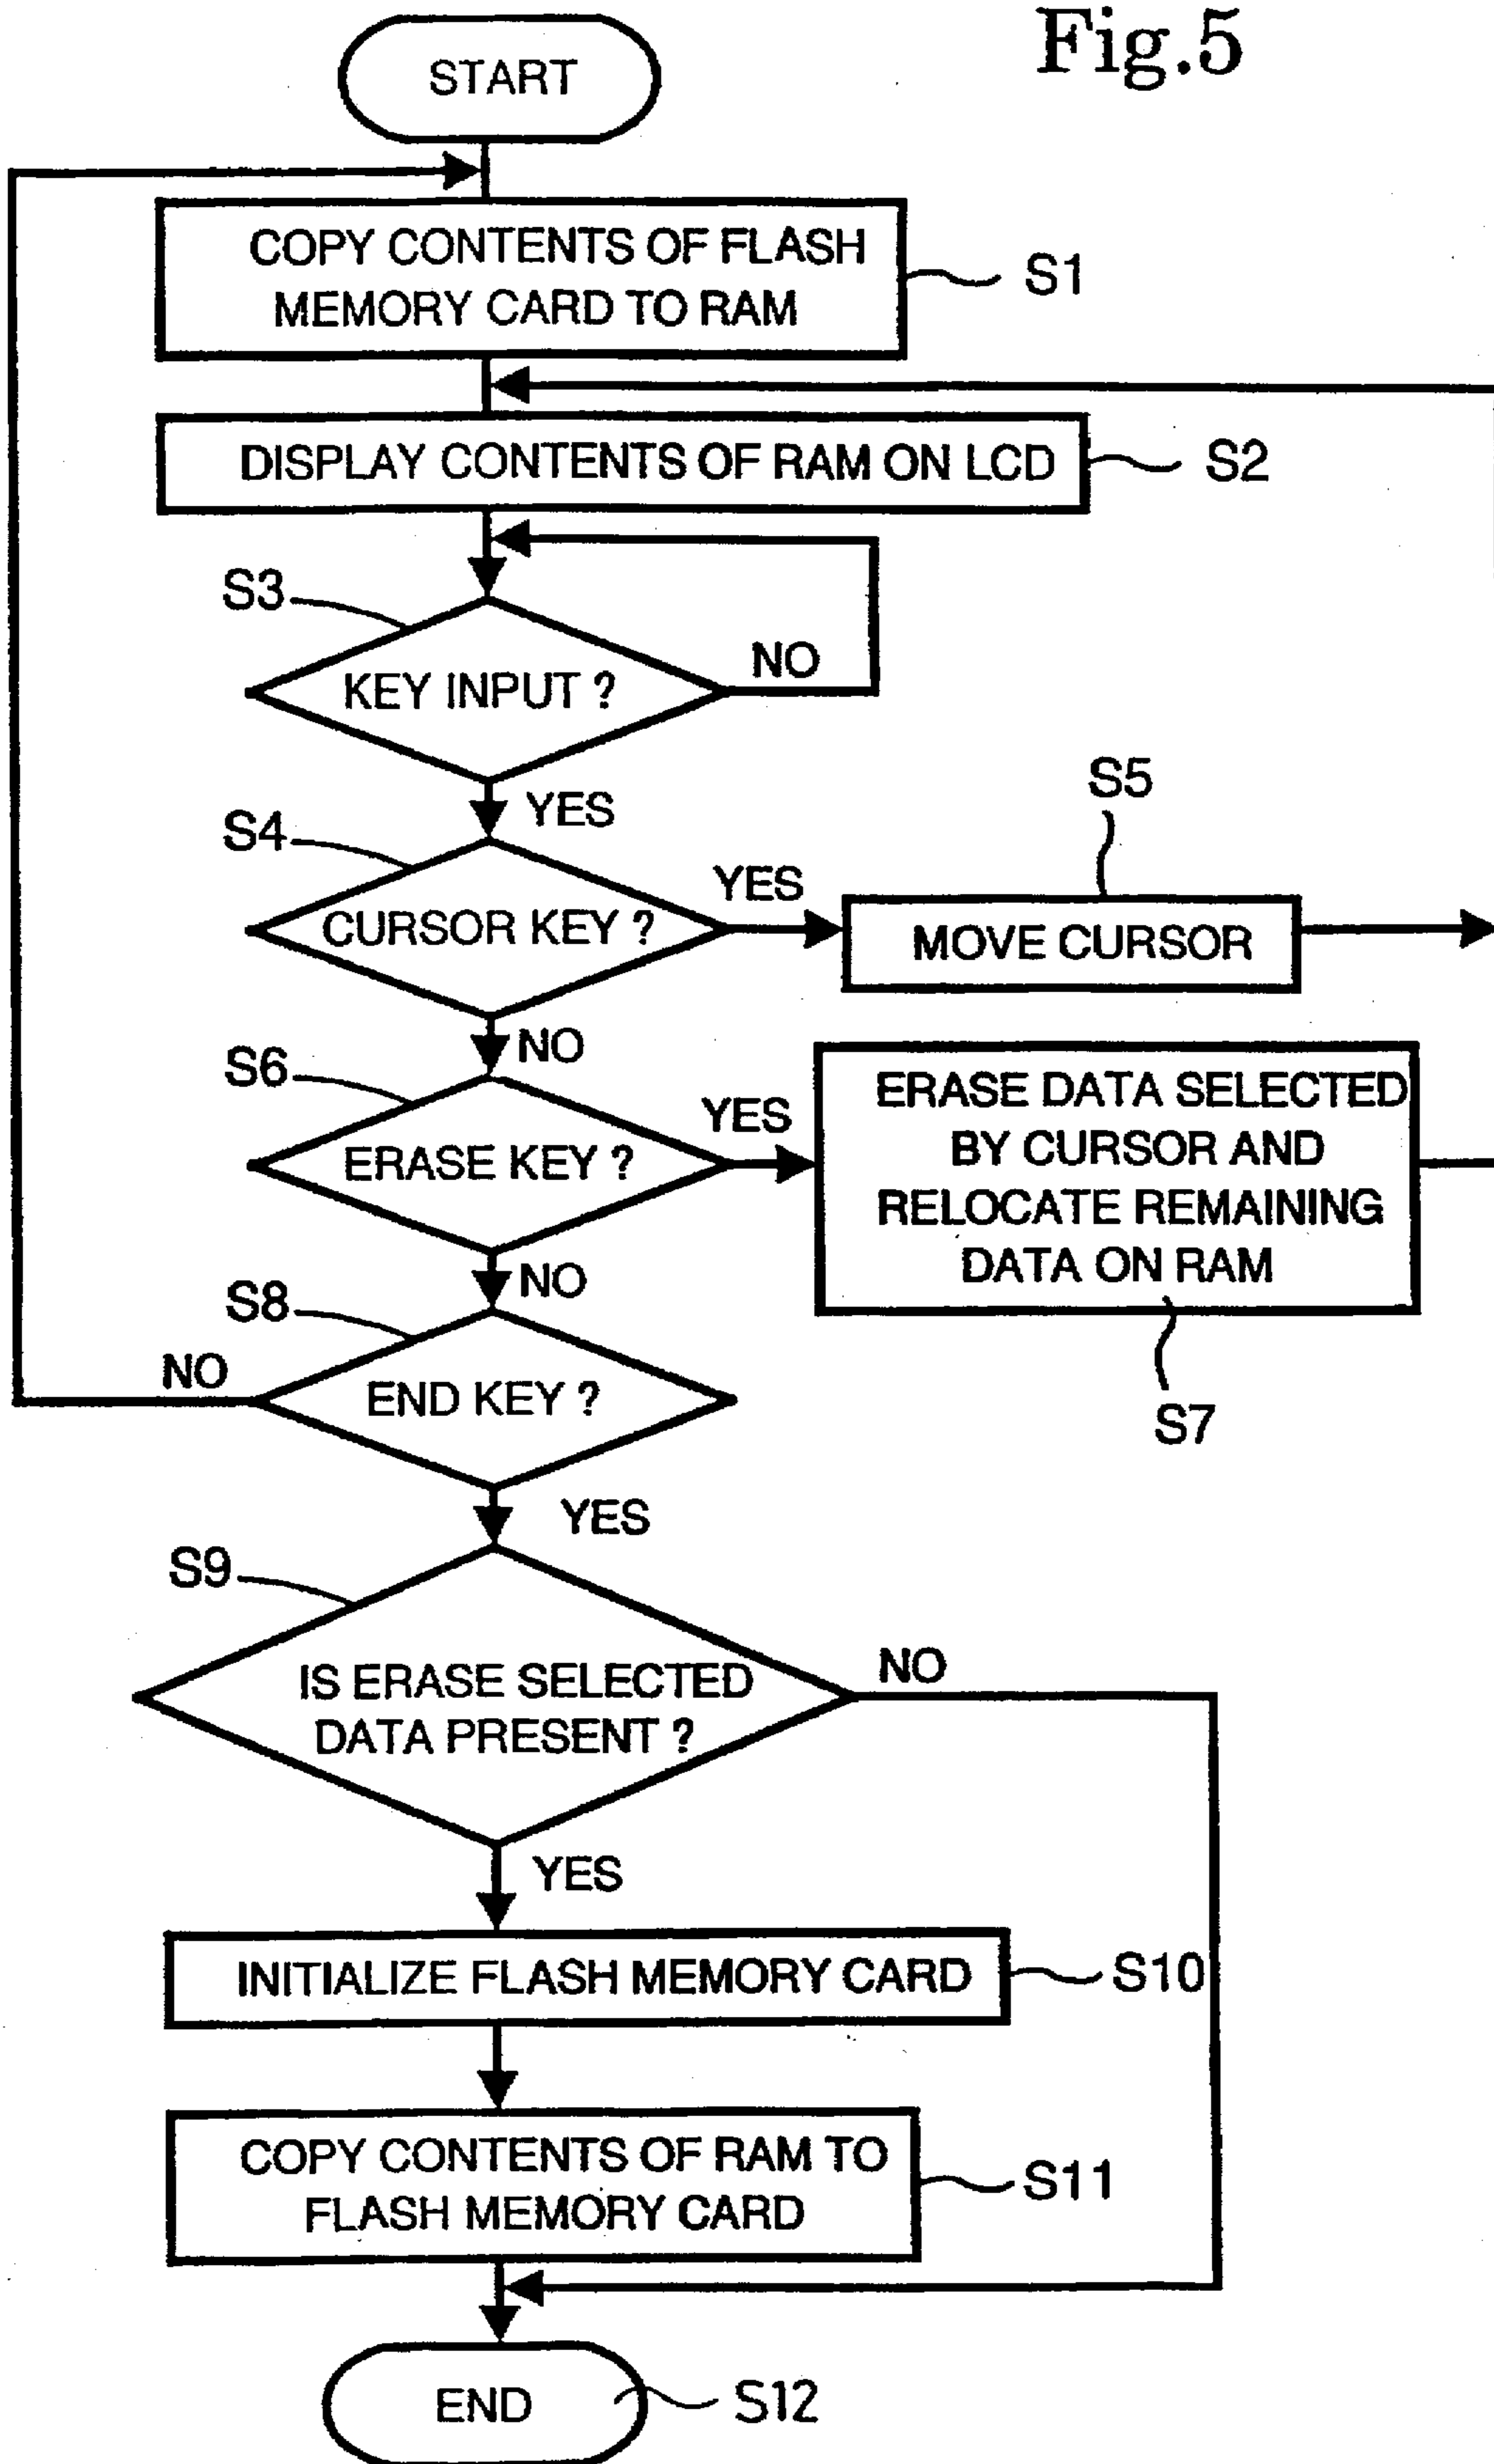 Fig.5
START
COPY CONTENTS OF FLASH
MEMORY CARD TO RAM
S1
DISPLAY CONTENTS OF RAM ON LCD
S2
S3
KEY INPUT ?
NO
YES
S4
CURSOR KEY ?
YES
S5
MOVE CURSOR
NO
S6
ERASE KEY ?
YES
ERASE DATA SELECTED
BY CURSOR AND
RELOCATE REMAINING
DATA ON RAM
S7
NO
S8
END KEY ?
NO
YES
S9
IS ERASE SELECTED
DATA PRESENT ?
NO
YES
INITIALIZE FLASH MEMORY CARD
S10
COPY CONTENTS OF RAM TO
FLASH MEMORY CARD
S11
END
S12